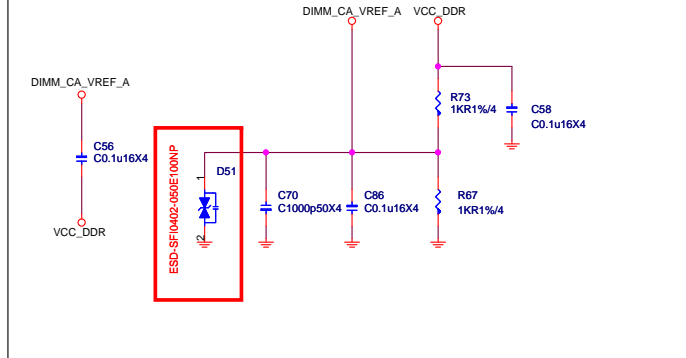 DIMM_CA_VREF_A
VCC_DDR
DIMM_CA_VREF_A
C56
C0.1u16X4
VCC_DDR
ESD-SFI0402-050E100NP
1
D51
2
C70
C1000p50X4
C86
C0.1u16X4
R73
1KR1%/4
C58
C0.1u16X4
R67
1KR1%/4